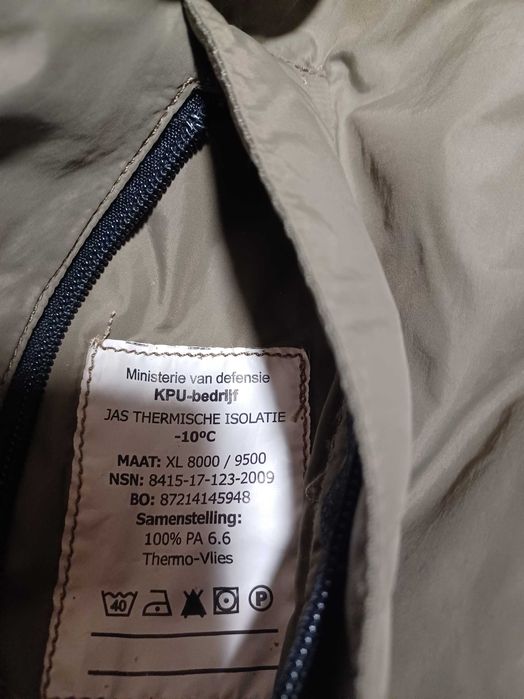 Ministerie van defensie
KPU-bedrijf
JAS THERMISCHE ISOLATIE
-10ºC
MAAT: XL 8000 / 9500
NSN: 8415-17-123-2009
BO: 87214145948
Samenstelling:
100% PA 6.6
Thermo-Vlies
40 P